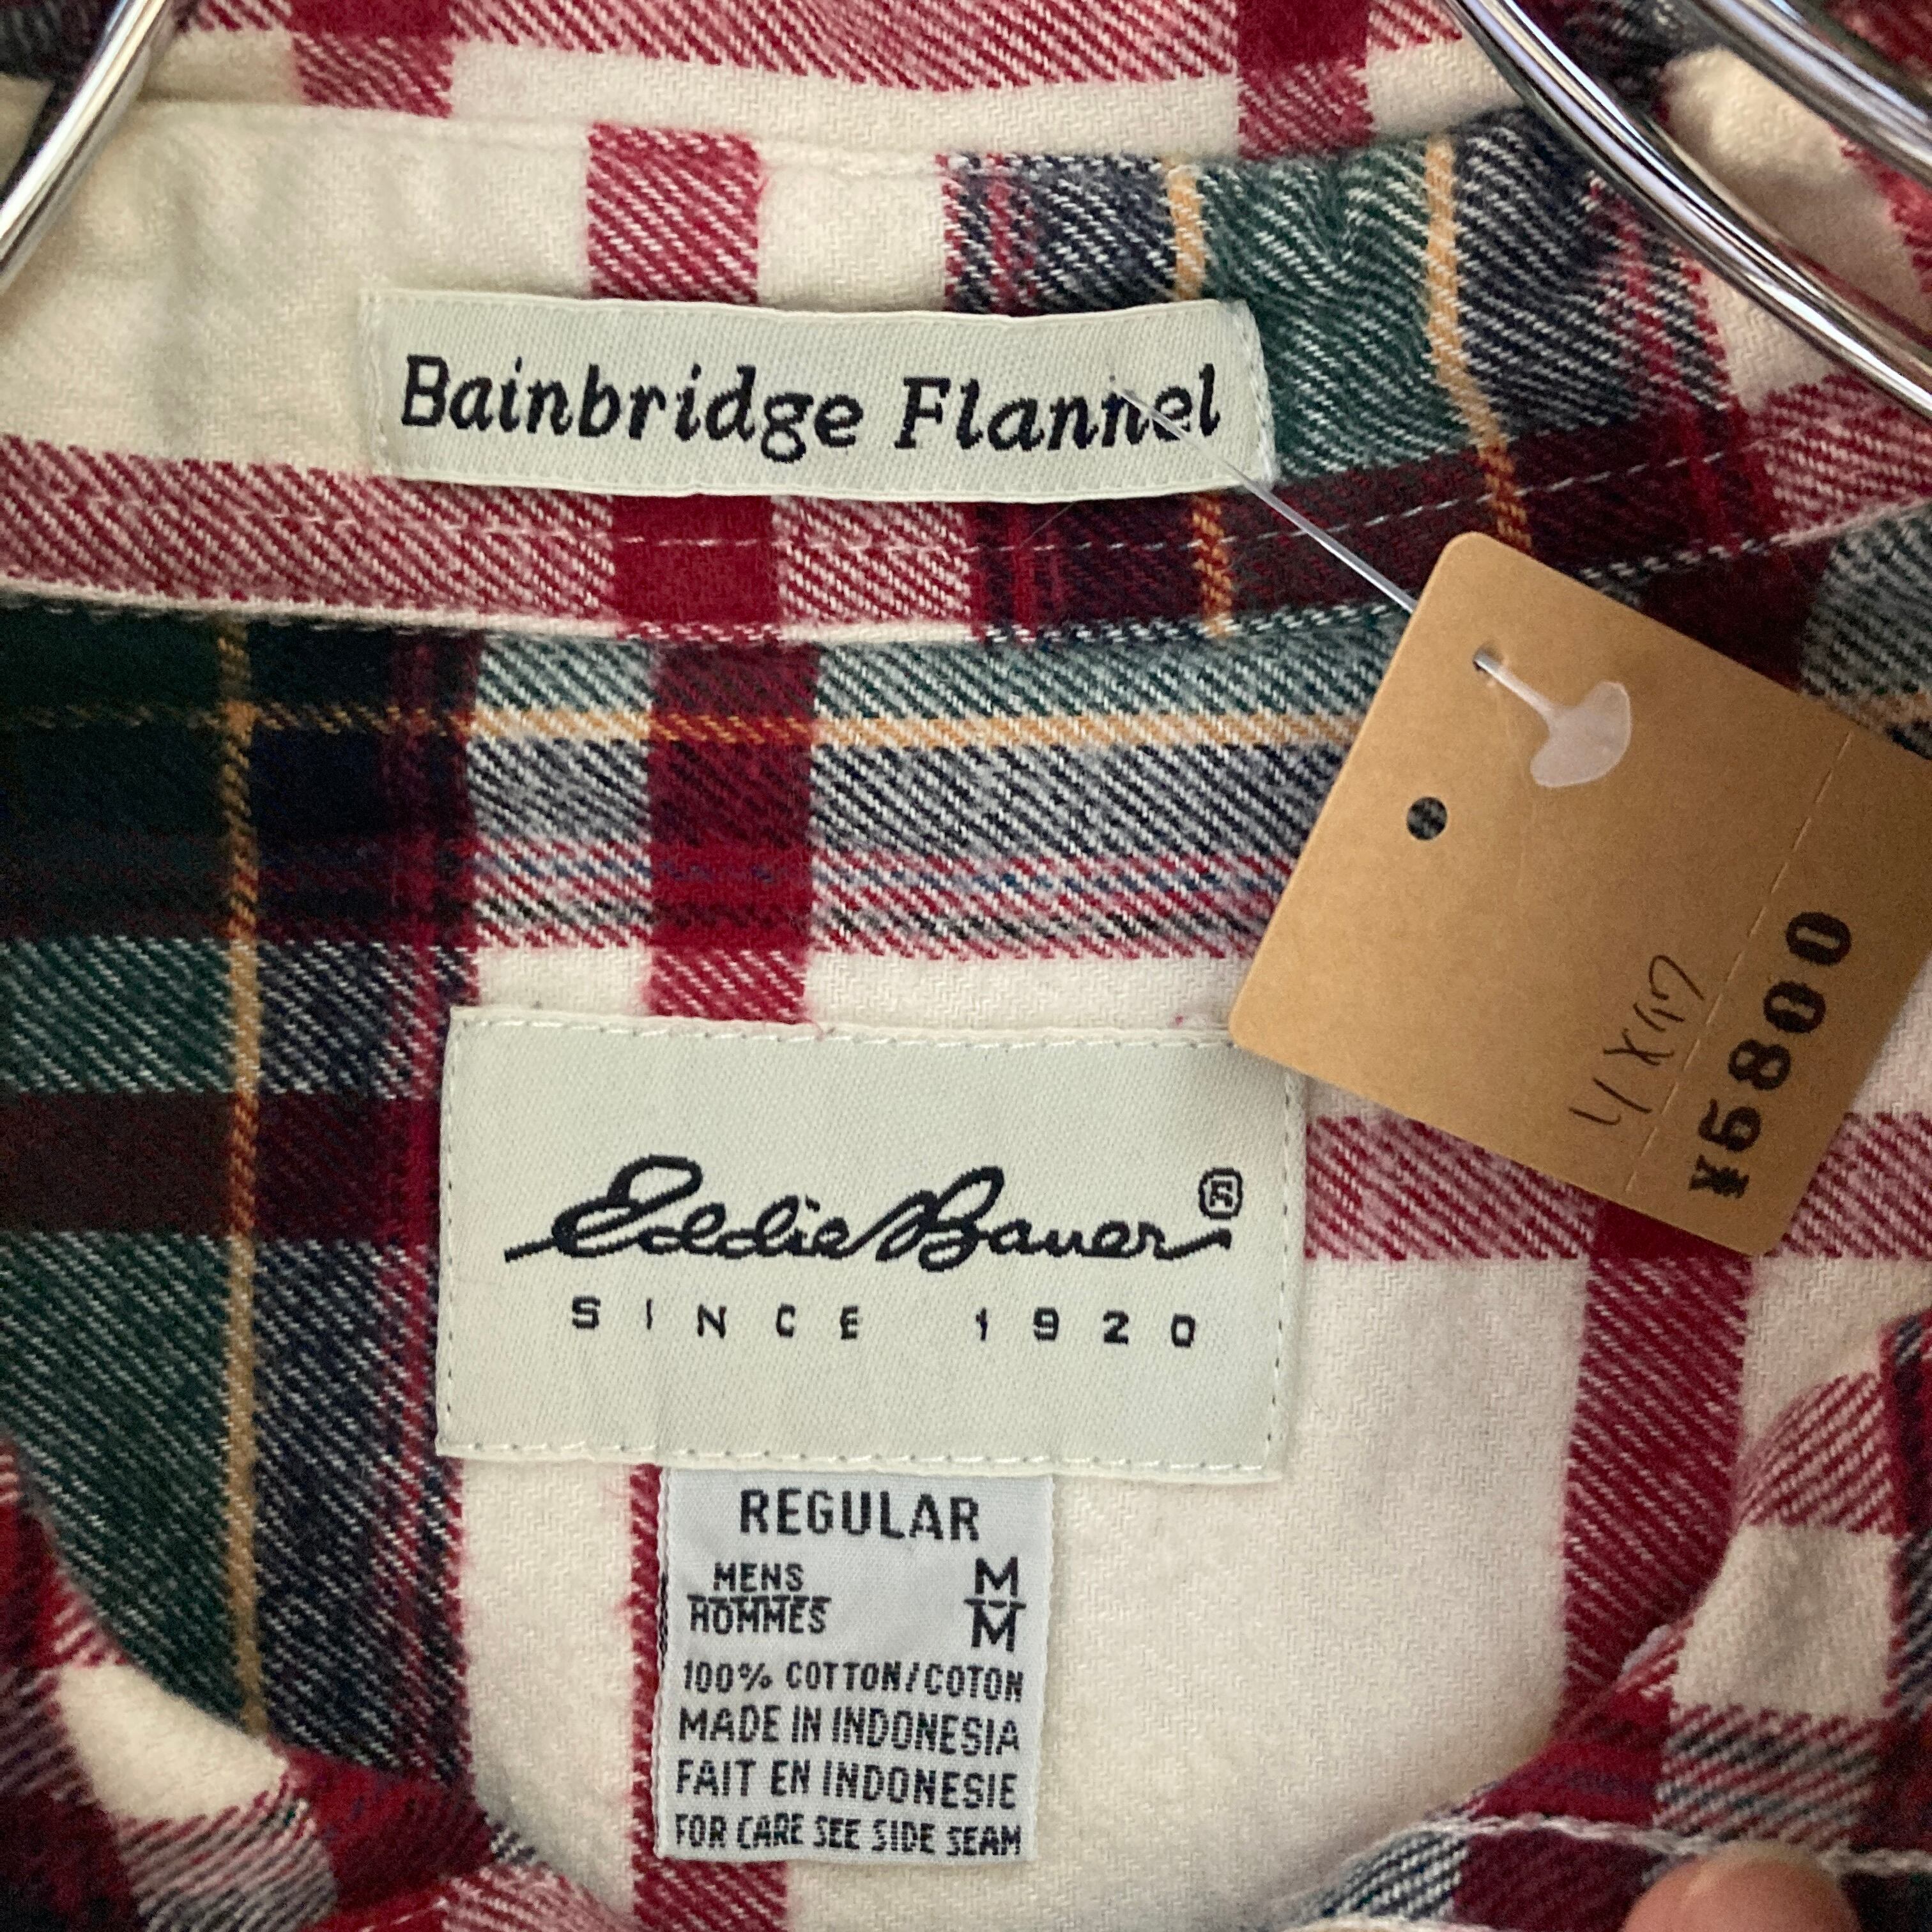 Bainbridge Flannel
¥5800
Eddie Bauer®
SINCE 1920
REGULAR
MENS M
HOMMES M
100% COTTON/COTON
MADE IN INDONESIA
FAIT EN INDONESIE
FOR CARE SEE SIDE SEAM